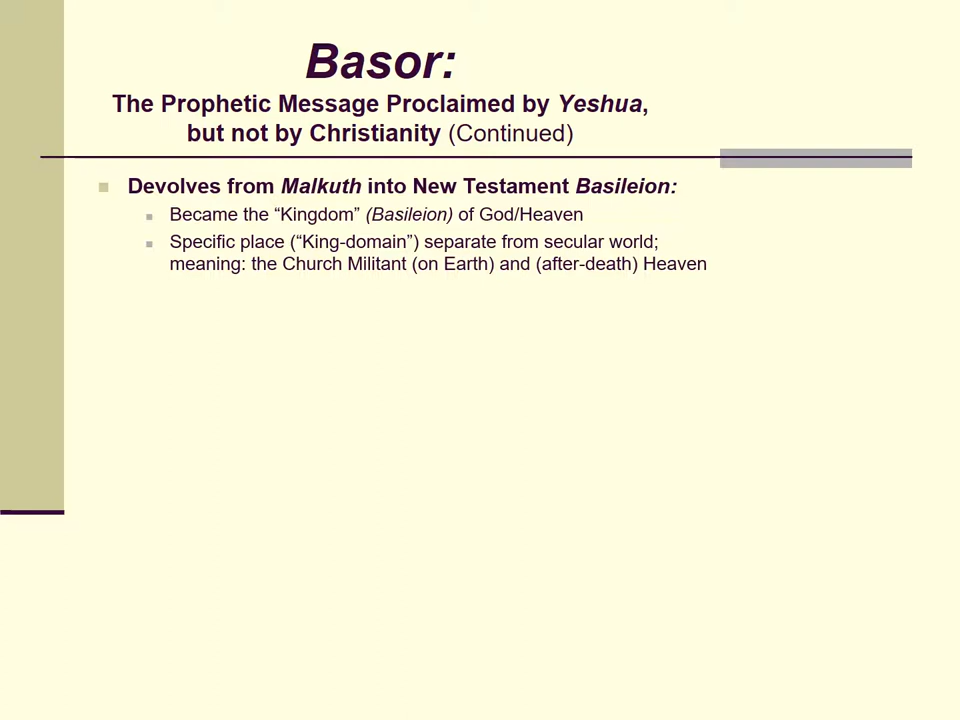 Basor:
The Prophetic Message Proclaimed by Yeshua,
but not by Christianity (Continued)
Devolves from Malkuth into New Testament Basileion:
Became the “Kingdom” (Basileion) of God/Heaven
Specific place (“King-domain”) separate from secular world;
meaning: the Church Militant (on Earth) and (after-death) Heaven